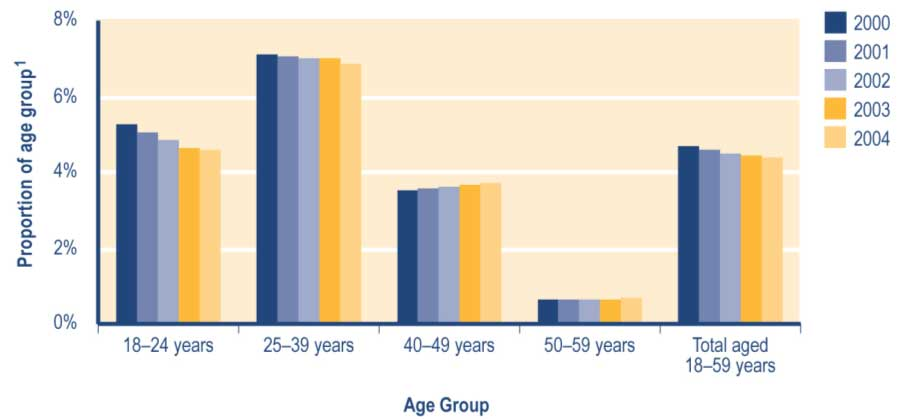 8%
6%
4%
2%
0%
Proportion of age group¹
18–24 years
25–39 years
40–49 years
50–59 years
Total aged
18–59 years
Age Group
2000
2001
2002
2003
2004